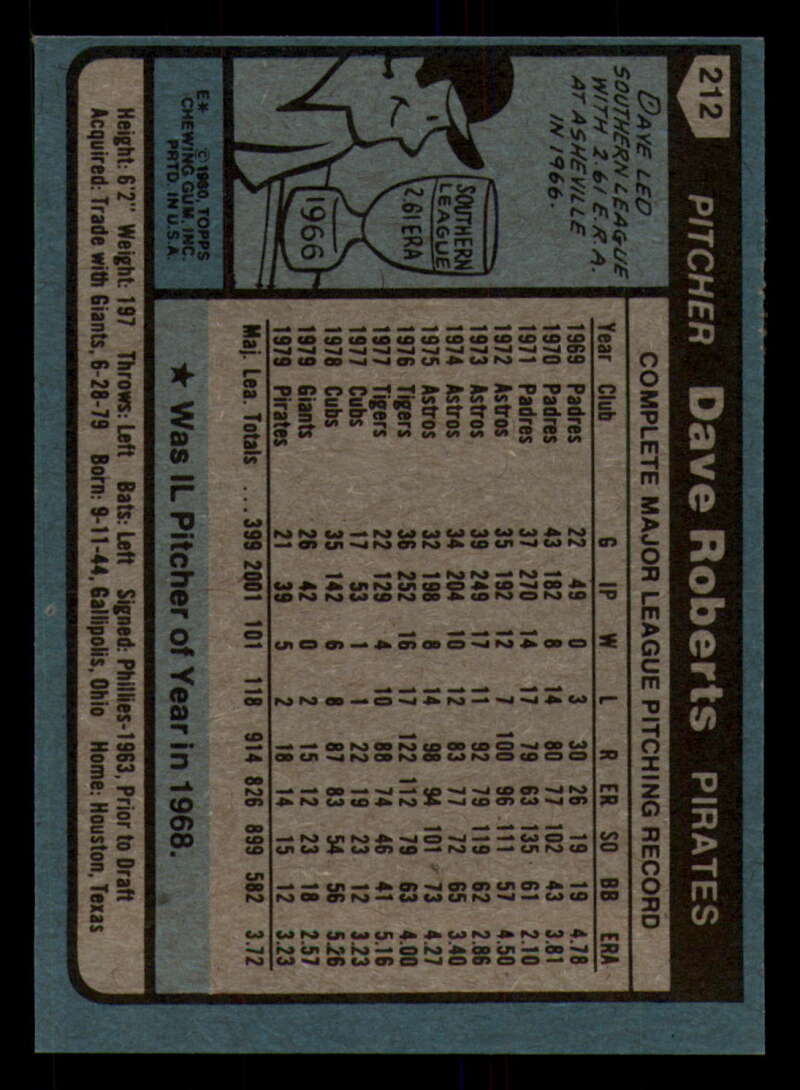 212 PITCHER Dave Roberts PIRATES
DAVE LED
SOUTHERN LEAGUE
WITH 2.61 E.R.A.
AT ASHEVILLE
IN 1966.
SOUTHERN
LEAGUE
2.61 ERA
1966
E* © 1980, TOPPS
CHEWING GUM, INC.
PRTD. IN U.S.A.
COMPLETE MAJOR LEAGUE PITCHING RECORD
Year Club G IP W L R ER SO BB ERA
1969 Padres 22 49 0 3 30 26 19 19 4.78
1970 Padres 43 182 8 14 80 77 102 43 3.81
1971 Padres 37 270 14 17 79 63 135 61 2.10
1972 Astros 35 192 12 7 100 96 111 57 4.50
1973 Astros 39 249 17 11 92 79 119 62 2.86
1974 Astros 34 204 10 12 83 77 72 65 3.40
1975 Astros 32 198 8 14 98 94 101 73 4.27
1976 Tigers 36 252 16 17 122 112 79 63 4.00
1977 Tigers 22 129 4 10 88 74 46 41 5.16
1977 Cubs 17 53 1 1 22 19 23 12 3.23
1978 Cubs 35 142 6 8 87 83 54 56 5.26
1979 Giants 26 42 0 2 15 12 23 18 2.57
1979 Pirates 21 39 5 2 18 14 15 12 3.23
Maj. Lea. Totals ... 399 2001 101 118 914 826 899 582 3.72
★ Was IL Pitcher of Year in 1968.
Height: 6'2" Weight: 197 Throws: Left Bats: Left Signed: Phillies-1963, Prior to Draft
Acquired: Trade with Giants, 6-28-79 Born: 9-11-44, Gallipolis, Ohio Home: Houston, Texas